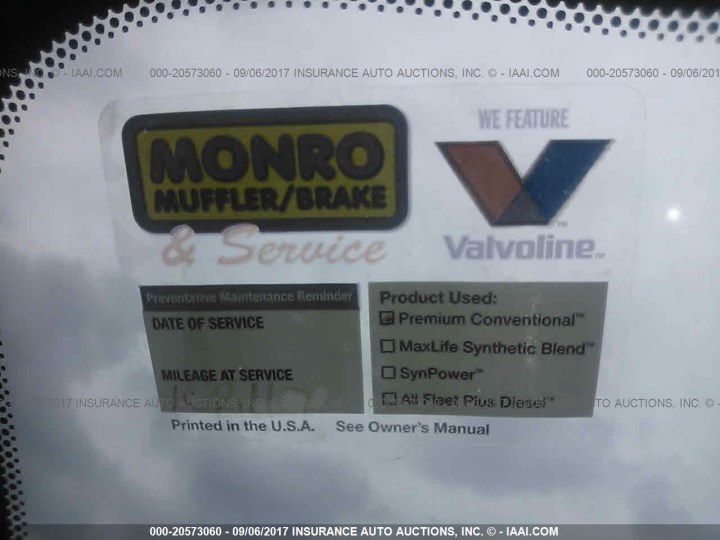 000-20573060 - 09/06/2017 INSURANCE AUTO AUCTIONS, INC. © - IAAI.COM
MONRO
MUFFLER/BRAKE
& Service
WE FEATURE
Valvoline™
Preventative Maintenance Reminder
DATE OF SERVICE
MILEAGE AT SERVICE
Product Used:
Premium Conventional™
MaxLife Synthetic Blend™
SynPower™
All Fleet Plus Diesel™
Printed in the U.S.A. See Owner's Manual
000-20573060 - 09/06/2017 INSURANCE AUTO AUCTIONS, INC. © - IAAI.COM